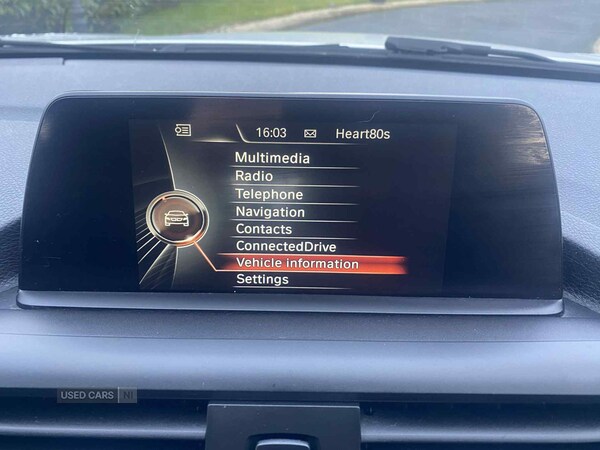 16:03 Heart80s
Multimedia
Radio
Telephone
Navigation
Contacts
ConnectedDrive
Vehicle information
Settings
USED CARS NI